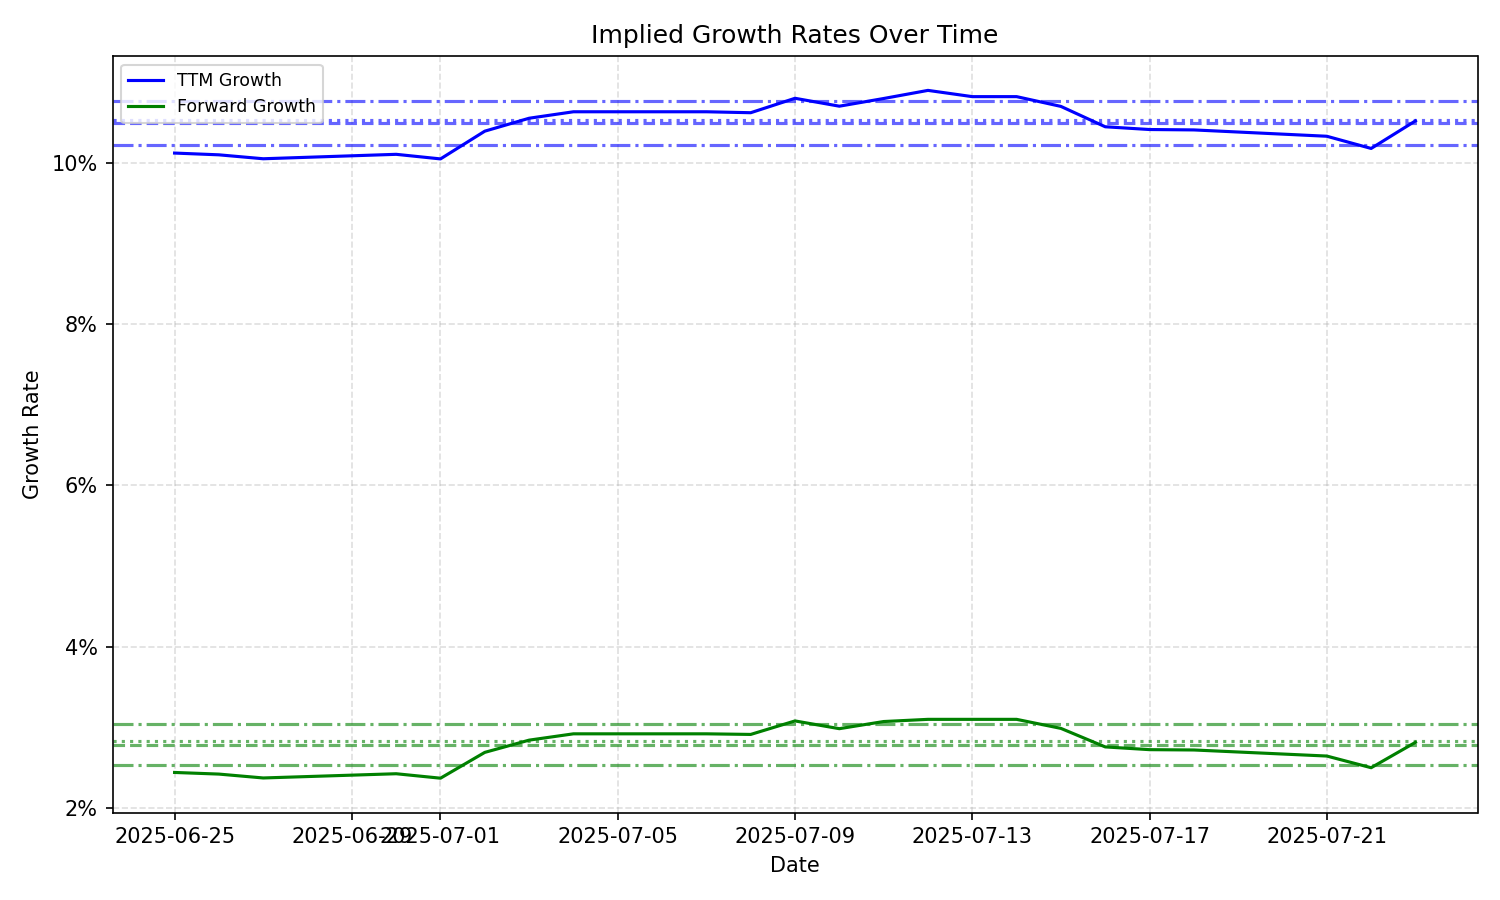 Implied Growth Rates Over Time
TTM Growth
Forward Growth
10%
8%
6%
4%
2%
Growth Rate
2025-06-25
2025-06-29
2025-07-01
2025-07-05
2025-07-09
2025-07-13
2025-07-17
2025-07-21
Date